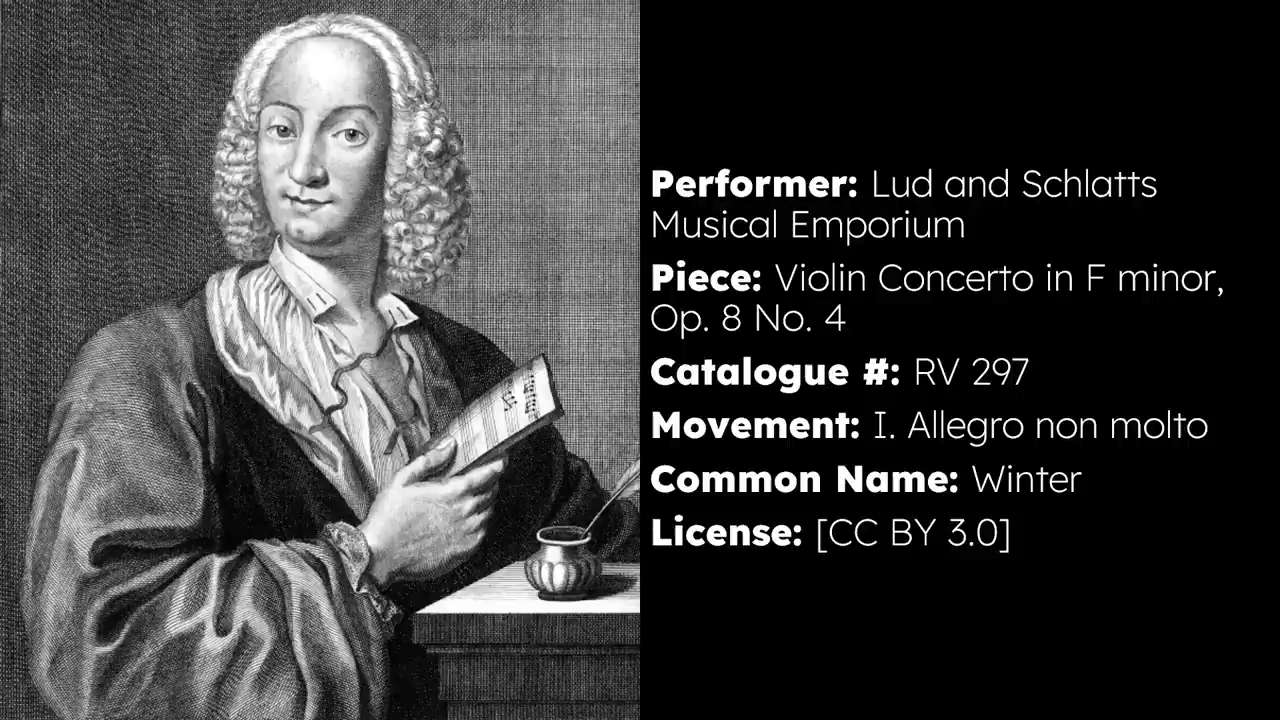 Performer: Lud and Schlatts
Musical Emporium
Piece: Violin Concerto in F minor,
Op. 8 No. 4
Catalogue #: RV 297
Movement: I. Allegro non molto
Common Name: Winter
License: [CC BY 3.0]